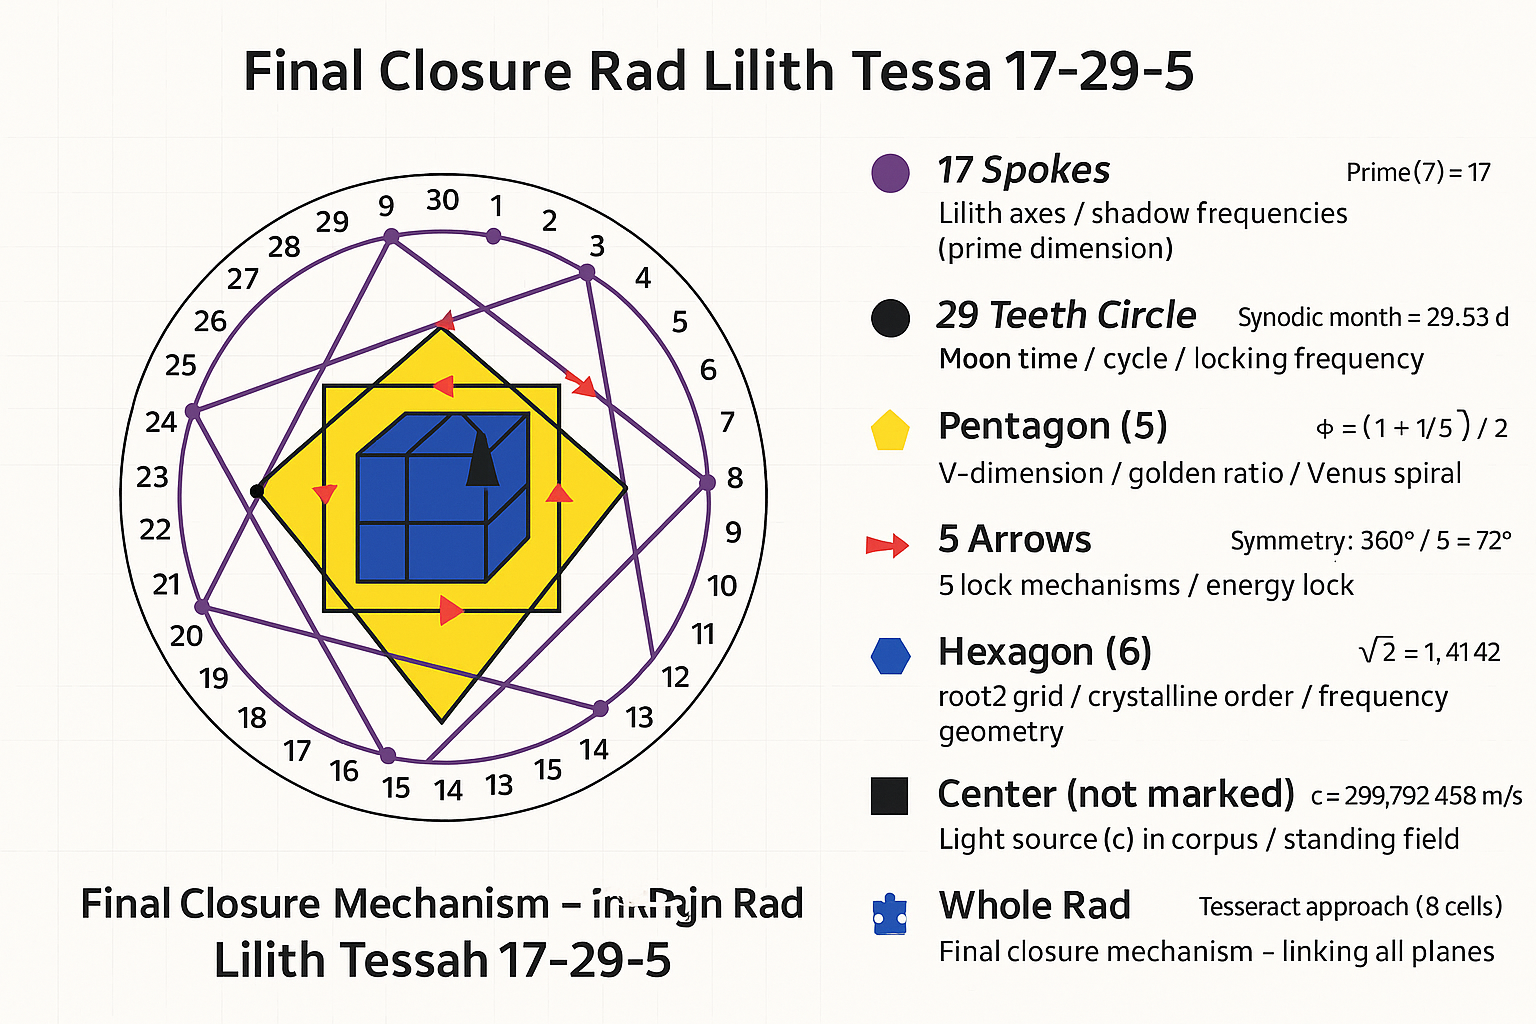 Final Closure Rad Lilith Tessa 17-29-5
30
1
2
3
4
5
6
7
8
9
10
11
12
13
14
15
13
14
15
16
17
18
19
20
21
22
23
24
25
26
27
28
29
9
17 Spokes Prime(7) = 17
Lilith axes / shadow frequencies
(prime dimension)
29 Teeth Circle Synodic month = 29.53 d
Moon time / cycle / locking frequency
Pentagon (5) Φ = (1 + 1/5 ) / 2
V-dimension / golden ratio / Venus spiral
5 Arrows Symmetry: 360° / 5 = 72°
5 lock mechanisms / energy lock
Hexagon (6) √2 = 1,4142
root2 grid / crystalline order / frequency
geometry
Center (not marked) c = 299,792 458 m/s
Light source (c) in corpus / standing field
Whole Rad Tesseract approach (8 cells)
Final closure mechanism – linking all planes
Final Closure Mechanism – Rad
Lilith Tessah 17-29-5